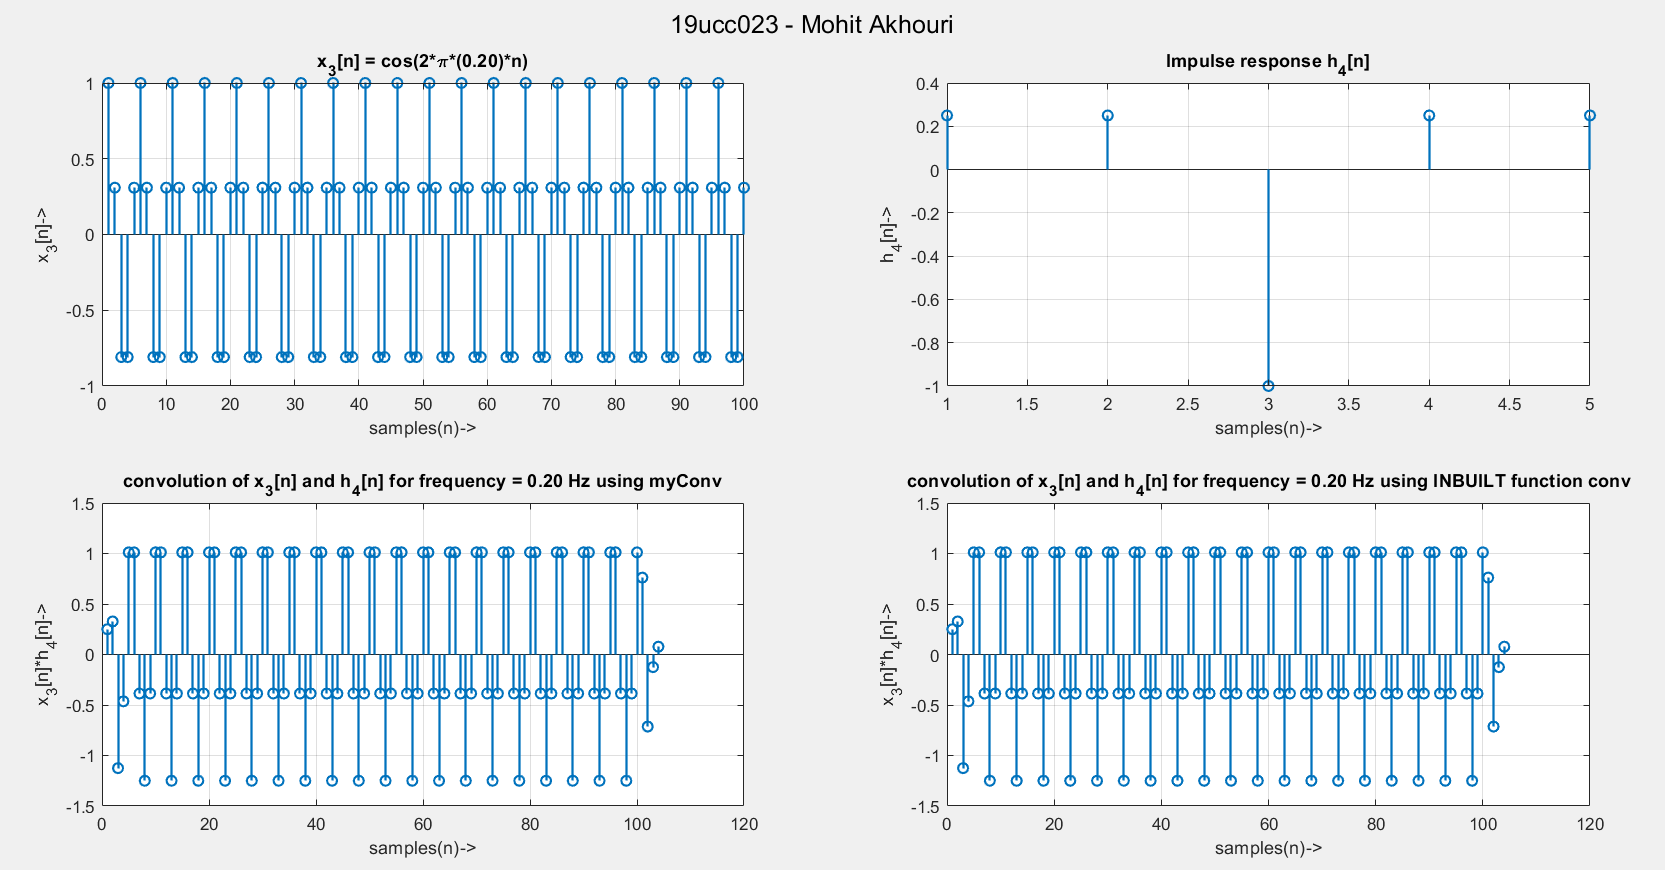 19ucc023 - Mohit Akhouri
x₃[n] = cos(2*π*(0.20)*n)
1
0.5
0
-0.5
-1
x₃[n]->
0 10 20 30 40 50 60 70 80 90 100
samples(n)->
Impulse response h₄[n]
0.4
0.2
0
-0.2
-0.4
-0.6
-0.8
-1
h₄[n]->
1 1.5 2 2.5 3 3.5 4 4.5 5
samples(n)->
convolution of x₃[n] and h₄[n] for frequency = 0.20 Hz using myConv
1.5
1
0.5
0
-0.5
-1
-1.5
x₃[n]*h₄[n]->
0 20 40 60 80 100 120
samples(n)->
convolution of x₃[n] and h₄[n] for frequency = 0.20 Hz using INBUILT function conv
1.5
1
0.5
0
-0.5
-1
-1.5
x₃[n]*h₄[n]->
0 20 40 60 80 100 120
samples(n)->